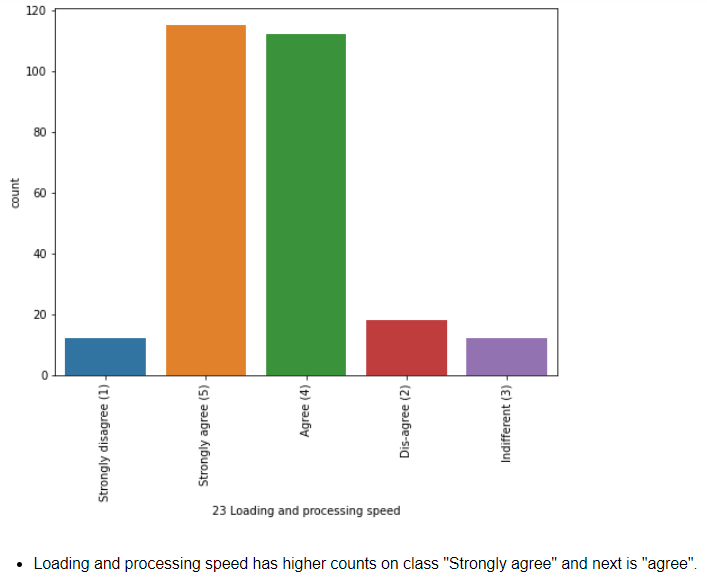 120
100
80
60
40
20
0
count
Strongly disagree (1)
Strongly agree (5)
Agree (4)
Dis-agree (2)
Indifferent (3)
23 Loading and processing speed
• Loading and processing speed has higher counts on class "Strongly agree" and next is "agree".